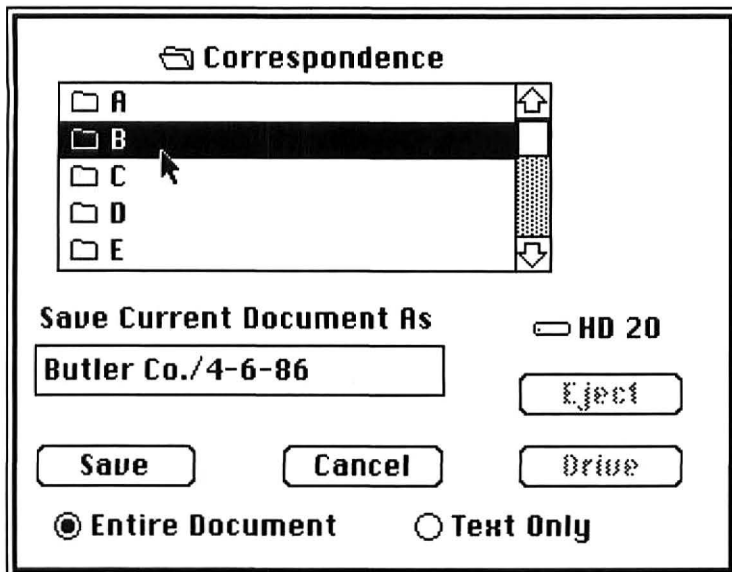 Correspondence
A
B
C
D
E
Save Current Document As
HD 20
Butler Co./4-6-86
Eject
Save
Cancel
Drive
Entire Document
Text Only